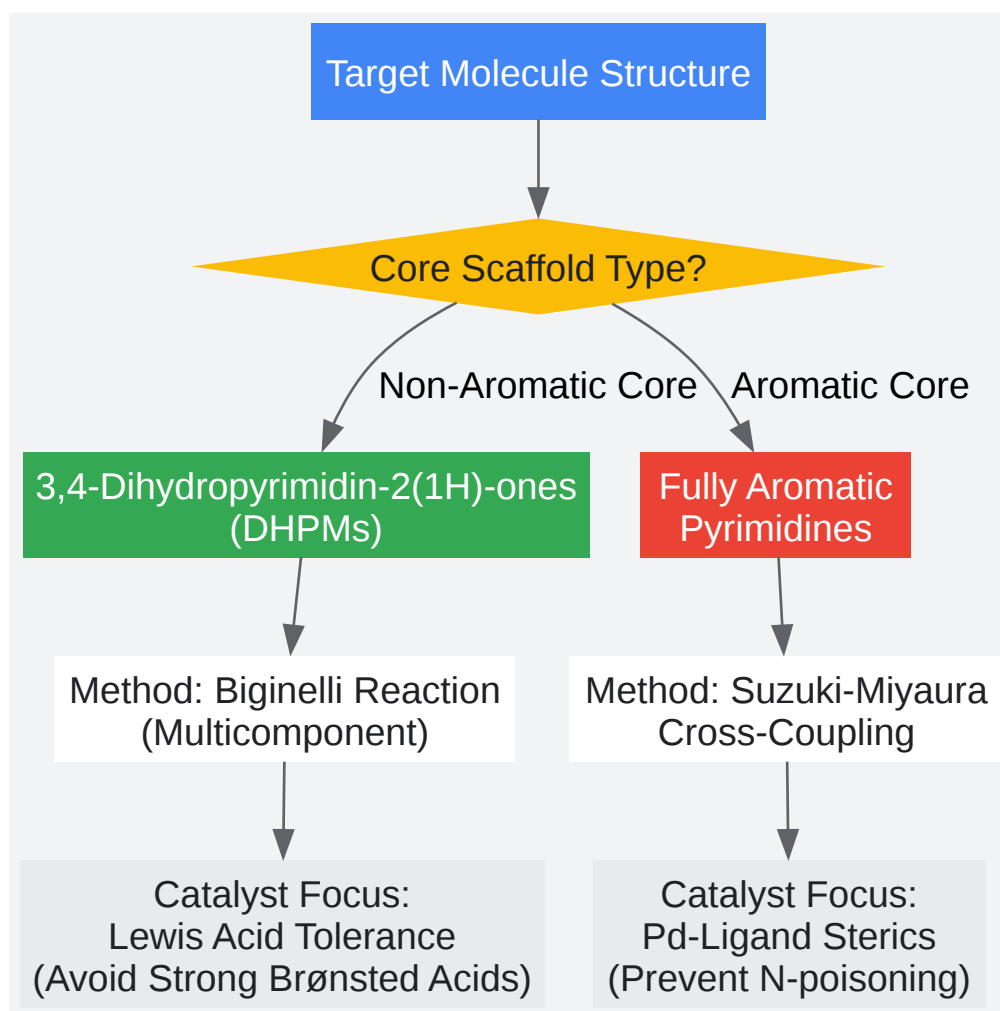 Target Molecule Structure
Core Scaffold Type?
Non-Aromatic Core
Aromatic Core
3,4-Dihydropyrimidin-2(1H)-ones
(DHPMs)
Fully Aromatic
Pyrimidines
Method: Biginelli Reaction
(Multicomponent)
Method: Suzuki-Miyaura
Cross-Coupling
Catalyst Focus:
Lewis Acid Tolerance
(Avoid Strong Brønsted Acids)
Catalyst Focus:
Pd-Ligand Sterics
(Prevent N-poisoning)